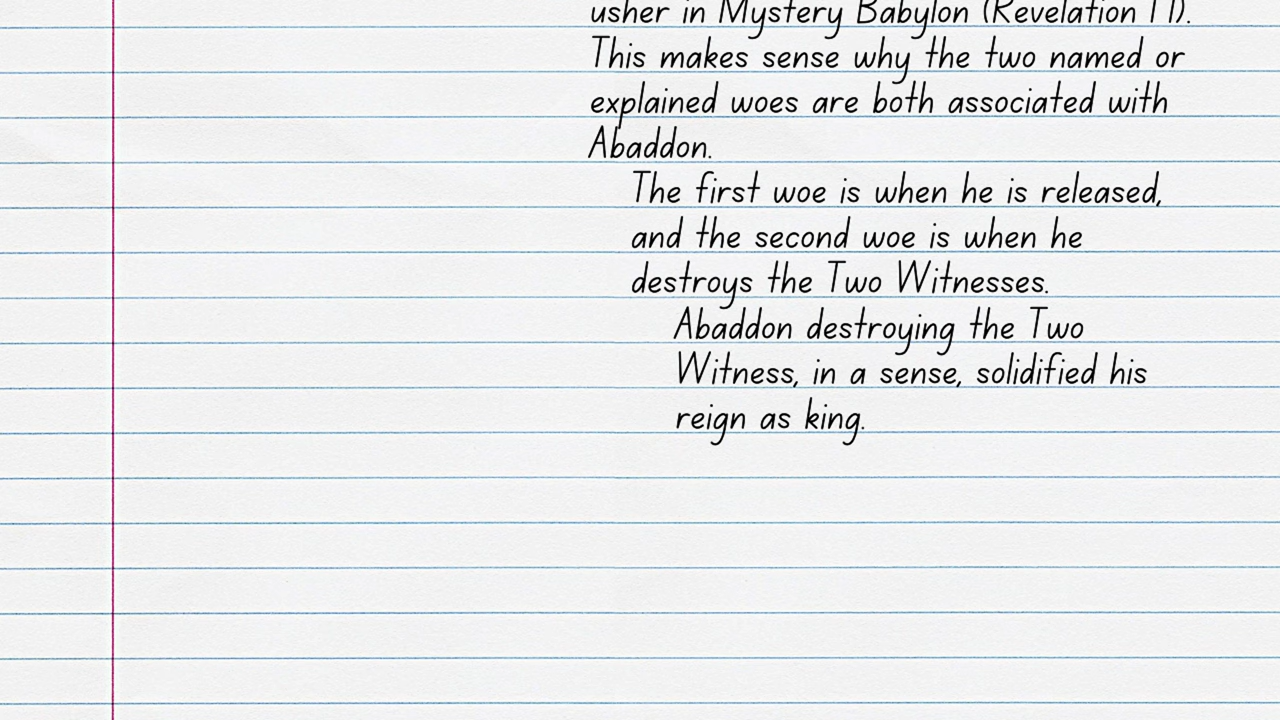 usher in Mystery Babylon (Revelation 11).
This makes sense why the two named or
explained woes are both associated with
Abaddon.
The first woe is when he is released,
and the second woe is when he
destroys the Two Witnesses.
Abaddon destroying the Two
Witness, in a sense, solidified his
reign as king.